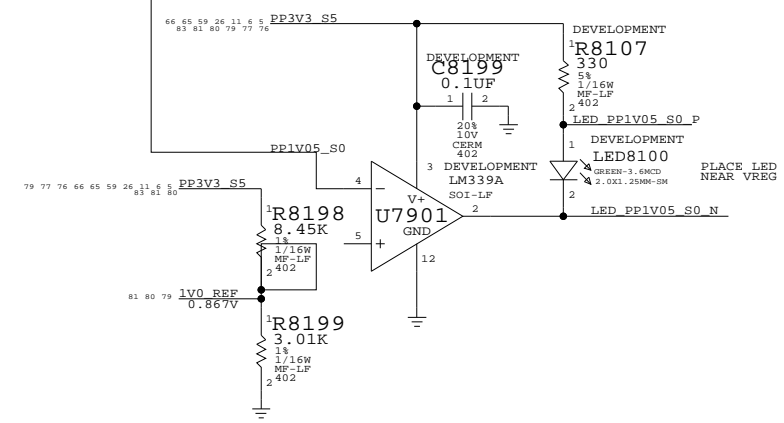 66 65 59 26 11 6 5 PP3V3_S5
83 81 80 79 77 76
DEVELOPMENT
1 R8107
330
5%
1/16W
MF-LF
2 402
DEVELOPMENT
C8199
0.1UF
1 2
20%
10V
CERM
402
LED_PP1V05_S0_P
DEVELOPMENT
1
LED8100
GREEN-3.6MCD
2.0X1.25MM-SM
2
PLACE LED
NEAR VREG
PP1V05_S0
3 DEVELOPMENT
LM339A
SOI-LF
4
V+
U7901
GND
2
5
12
LED_PP1V05_S0_N
79 77 76 66 65 59 26 11 6 5 PP3V3_S5
83 81 80
1 R8198
8.45K
1%
1/16W
MF-LF
2 402
81 80 79 1V0_REF
0.867V
1 R8199
3.01K
1%
1/16W
MF-LF
2 402